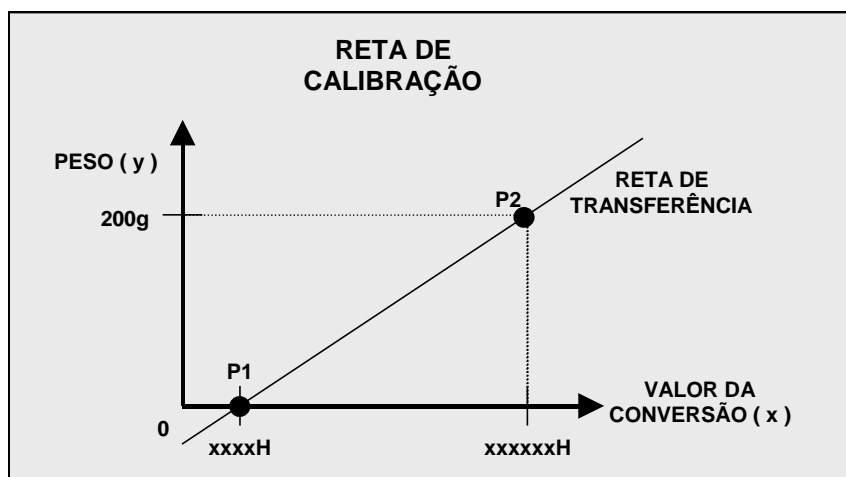 RETA DE
CALIBRAÇÃO
PESO ( y )
200g
P2
RETA DE
TRANSFERÊNCIA
P1
0
xxxxH
xxxxxxH
VALOR DA
CONVERSÃO ( x )